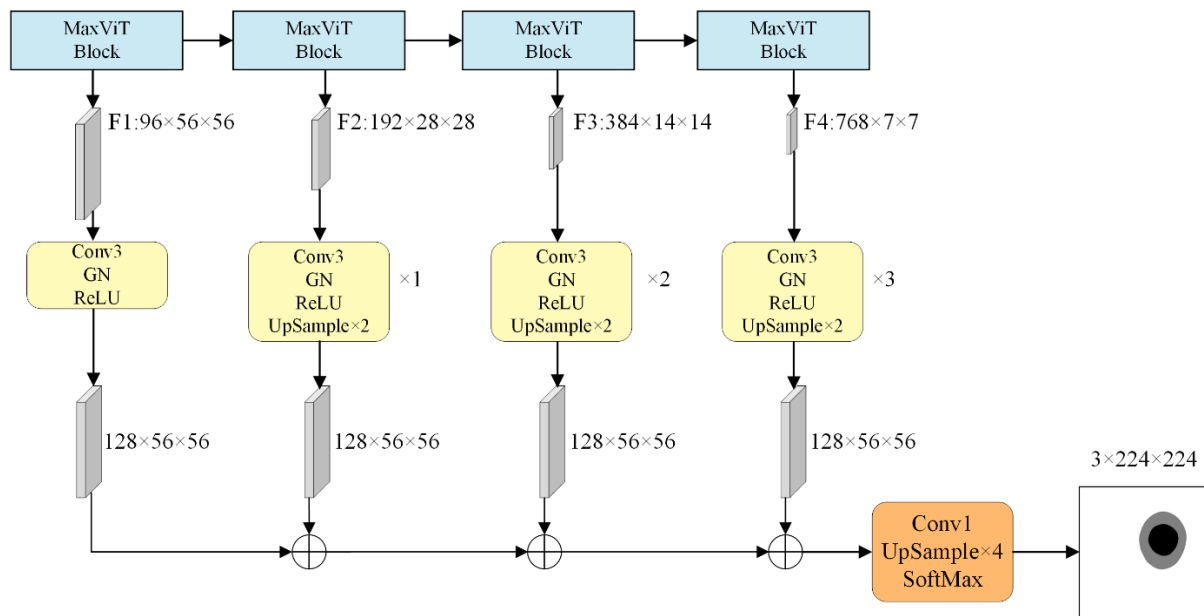 MaxViT
Block
MaxViT
Block
MaxViT
Block
MaxViT
Block
F1:96×56×56
F2:192×28×28
F3:384×14×14
F4:768×7×7
Conv3
GN
ReLU
Conv3
GN
ReLU
UpSample×2
×1
Conv3
GN
ReLU
UpSample×2
×2
Conv3
GN
ReLU
UpSample×2
×3
128×56×56
128×56×56
128×56×56
128×56×56
Conv1
UpSample×4
SoftMax
3×224×224